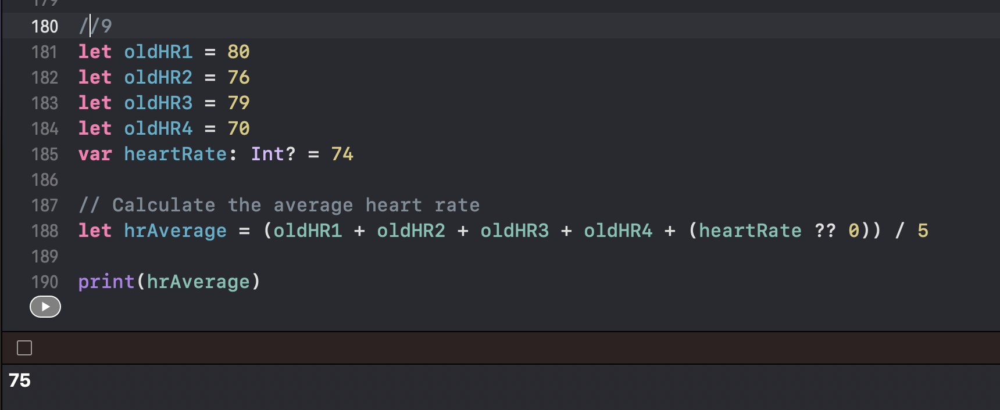 179
180 //9
181 let oldHR1 = 80
182 let oldHR2 = 76
183 let oldHR3 = 79
184 let oldHR4 = 70
185 var heartRate: Int? = 74
186
187 // Calculate the average heart rate
188 let hrAverage = (oldHR1 + oldHR2 + oldHR3 + oldHR4 + (heartRate ?? 0)) / 5
189
190 print(hrAverage)
75